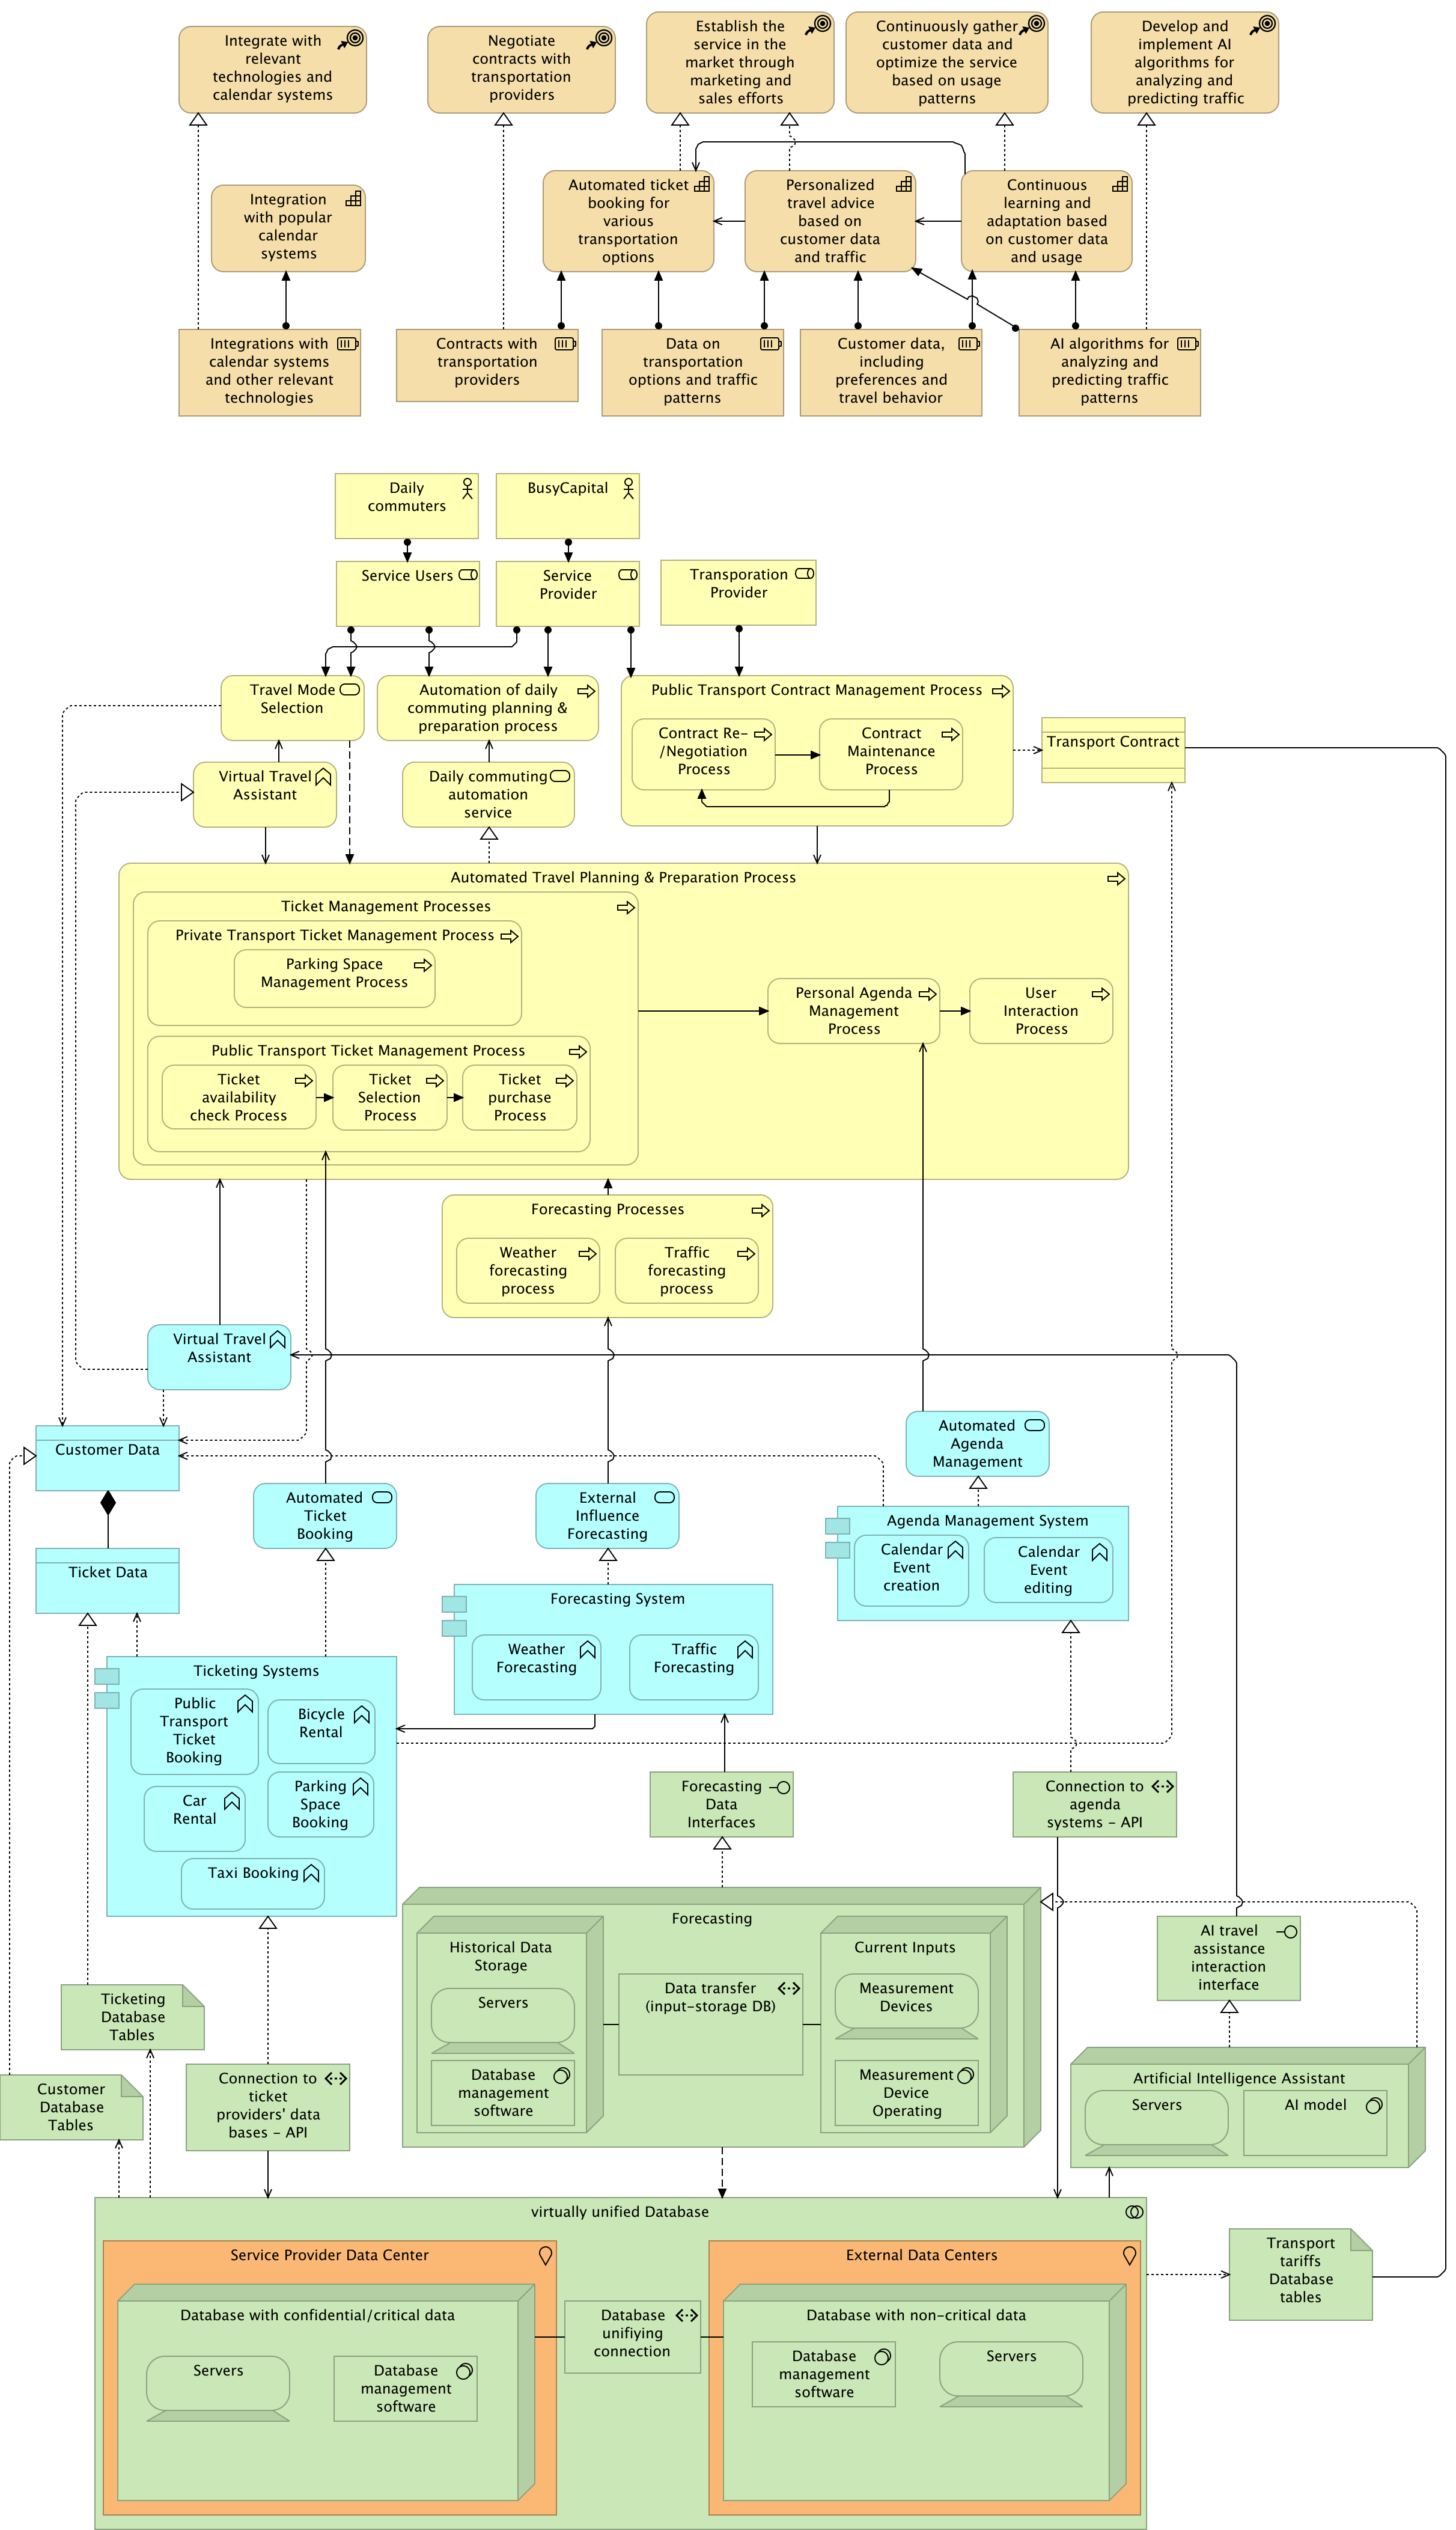 Integrate with
relevant
technologies and
calendar systems
Negotiate
contracts with
transportation
providers
Establish the
service in the
market through
marketing and
sales efforts
Continuously gather
customer data and
optimize the service
based on usage
patterns
Develop and
implement AI
algorithms for
analyzing and
predicting traffic
Integration
with popular
calendar
systems
Automated ticket
booking for
various
transportation
options
Personalized
travel advice
based on
customer data
and traffic
Continuous
learning and
adaptation based
on customer data
and usage
Integrations with
calendar systems
and other relevant
technologies
Contracts with
transportation
providers
Data on
transportation
options and traffic
patterns
Customer data,
including
preferences and
travel behavior
AI algorithms for
analyzing and
predicting traffic
patterns
Daily
commuters
BusyCapital
Service Users
Service
Provider
Transporation
Provider
Travel Mode
Selection
Automation of daily
commuting planning &
preparation process
Public Transport Contract Management Process
Contract Re-
/Negotiation
Process
Contract
Maintenance
Process
Transport Contract
Virtual Travel
Assistant
Daily commuting
automation
service
Automated Travel Planning & Preparation Process
Ticket Management Processes
Private Transport Ticket Management Process
Parking Space
Management Process
Personal Agenda
Management
Process
User
Interaction
Process
Public Transport Ticket Management Process
Ticket
availability
check Process
Ticket
Selection
Process
Ticket
purchase
Process
Forecasting Processes
Weather
forecasting
process
Traffic
forecasting
process
Virtual Travel
Assistant
Customer Data
Automated
Agenda
Management
Automated
Ticket
Booking
External
Influence
Forecasting
Agenda Management System
Calendar
Event
creation
Calendar
Event
editing
Ticket Data
Forecasting System
Weather
Forecasting
Traffic
Forecasting
Ticketing Systems
Public
Transport
Ticket
Booking
Bicycle
Rental
Car
Rental
Parking
Space
Booking
Taxi Booking
Forecasting
Data
Interfaces
Connection to
agenda
systems - API
Forecasting
Historical Data
Storage
Servers
Database
management
software
Data transfer
(input-storage DB)
Current Inputs
Measurement
Devices
Measurement
Device
Operating
AI travel
assistance
interaction
interface
Ticketing
Database
Tables
Customer
Database
Tables
Connection to
ticket
providers' data
bases - API
Artificial Intelligence Assistant
Servers
AI model
virtually unified Database
Service Provider Data Center
Database with confidential/critical data
Servers
Database
management
software
Database
unifiying
connection
External Data Centers
Database with non-critical data
Database
management
software
Servers
Transport
tariffs
Database
tables